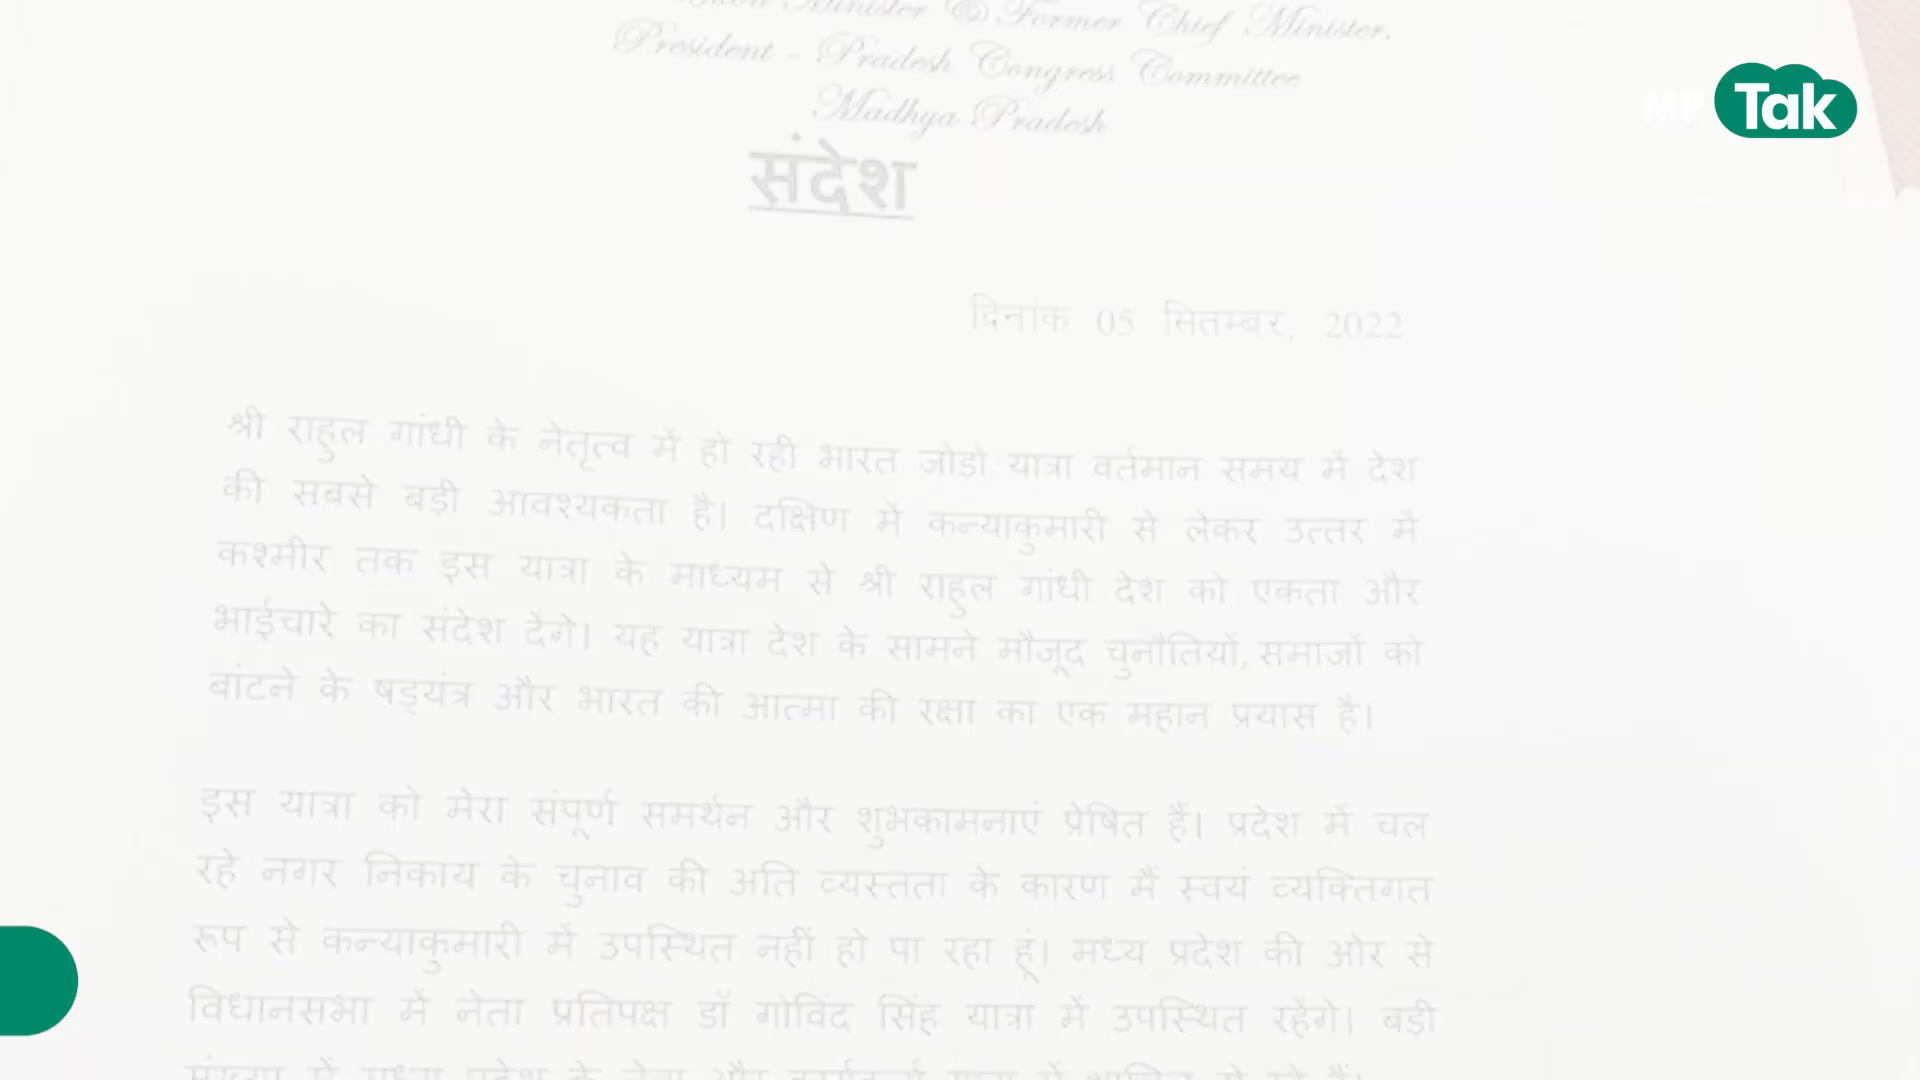 Minister & Former Chief Minister.
President - Pradesh Congress Committee
Madhya Pradesh
MP Tak
संदेश
दिनांक 05 सितम्बर, 2022
श्री राहुल गांधी के नेतृत्व में हो रही भारत जोड़ो यात्रा वर्तमान समय में देश
की सबसे बड़ी आवश्यकता है। दक्षिण में कन्याकुमारी से लेकर उत्तर में
कश्मीर तक इस यात्रा के माध्यम से श्री राहुल गांधी देश को एकता और
भाईचारे का संदेश देंगे। यह यात्रा देश के सामने मौजूद चुनौतियों, समाजों को
बांटने के षड्यंत्र और भारत की आत्मा की रक्षा का एक महान प्रयास है।
इस यात्रा को मेरा संपूर्ण समर्थन और शुभकामनाएं प्रेषित हैं। प्रदेश में चल
रहे नगर निकाय के चुनाव की अति व्यस्तता के कारण मैं स्वयं व्यक्तिगत
रूप से कन्याकुमारी में उपस्थित नहीं हो पा रहा हूं। मध्य प्रदेश की ओर से
विधानसभा में नेता प्रतिपक्ष डॉ गोविंद सिंह यात्रा में उपस्थित रहेंगे। बड़ी